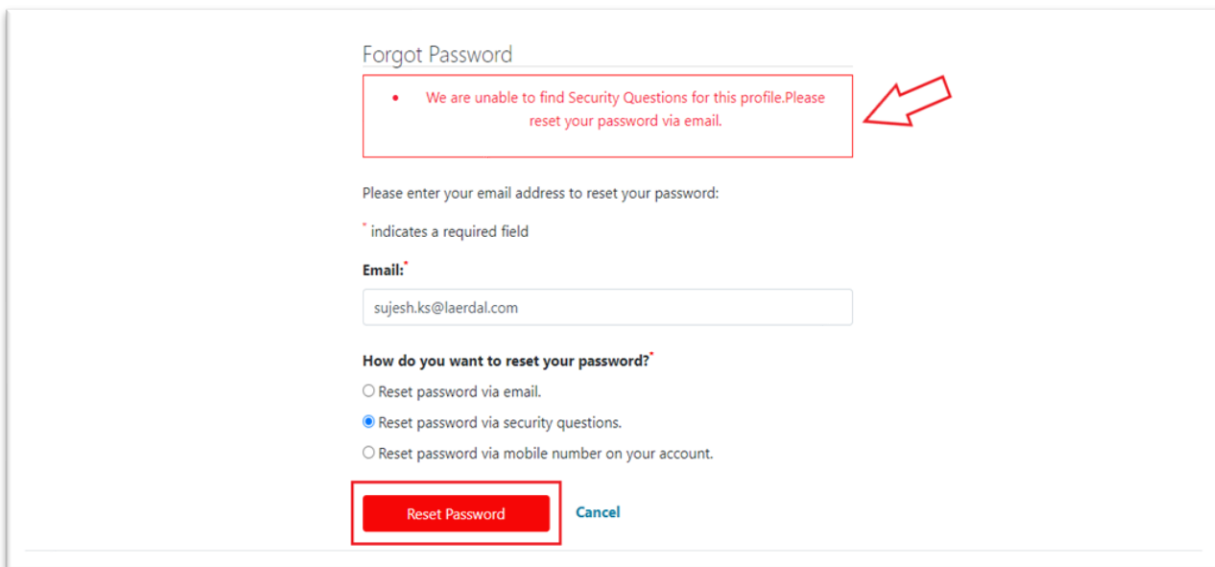 Forgot Password
• We are unable to find Security Questions for this profile.Please
reset your password via email.
Please enter your email address to reset your password:
* indicates a required field
Email:*
sujesh.ks@laerdal.com
How do you want to reset your password?*
Reset password via email.
Reset password via security questions.
Reset password via mobile number on your account.
Reset Password Cancel